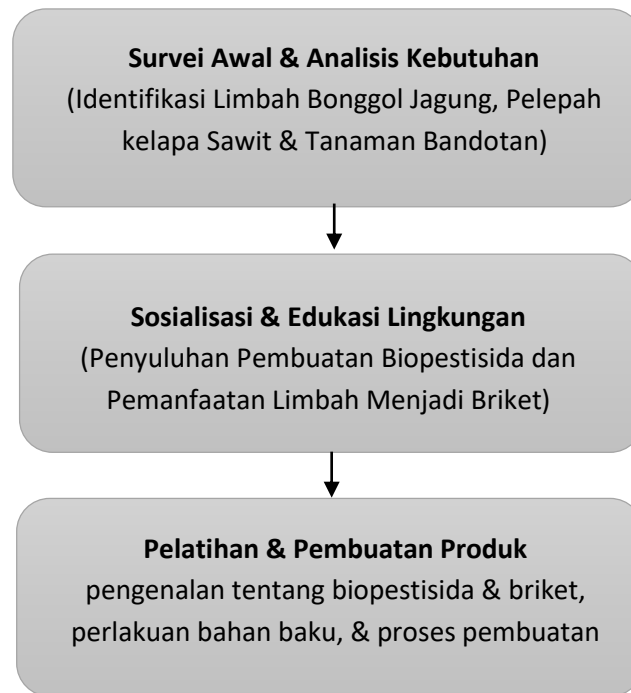 Survei Awal & Analisis Kebutuhan
(Identifikasi Limbah Bonggol Jagung, Pelepah
kelapa Sawit & Tanaman Bandotan)
Sosialisasi & Edukasi Lingkungan
(Penyuluhan Pembuatan Biopestisida dan
Pemanfaatan Limbah Menjadi Briket)
Pelatihan & Pembuatan Produk
pengenalan tentang biopestisida & briket,
perlakuan bahan baku, & proses pembuatan